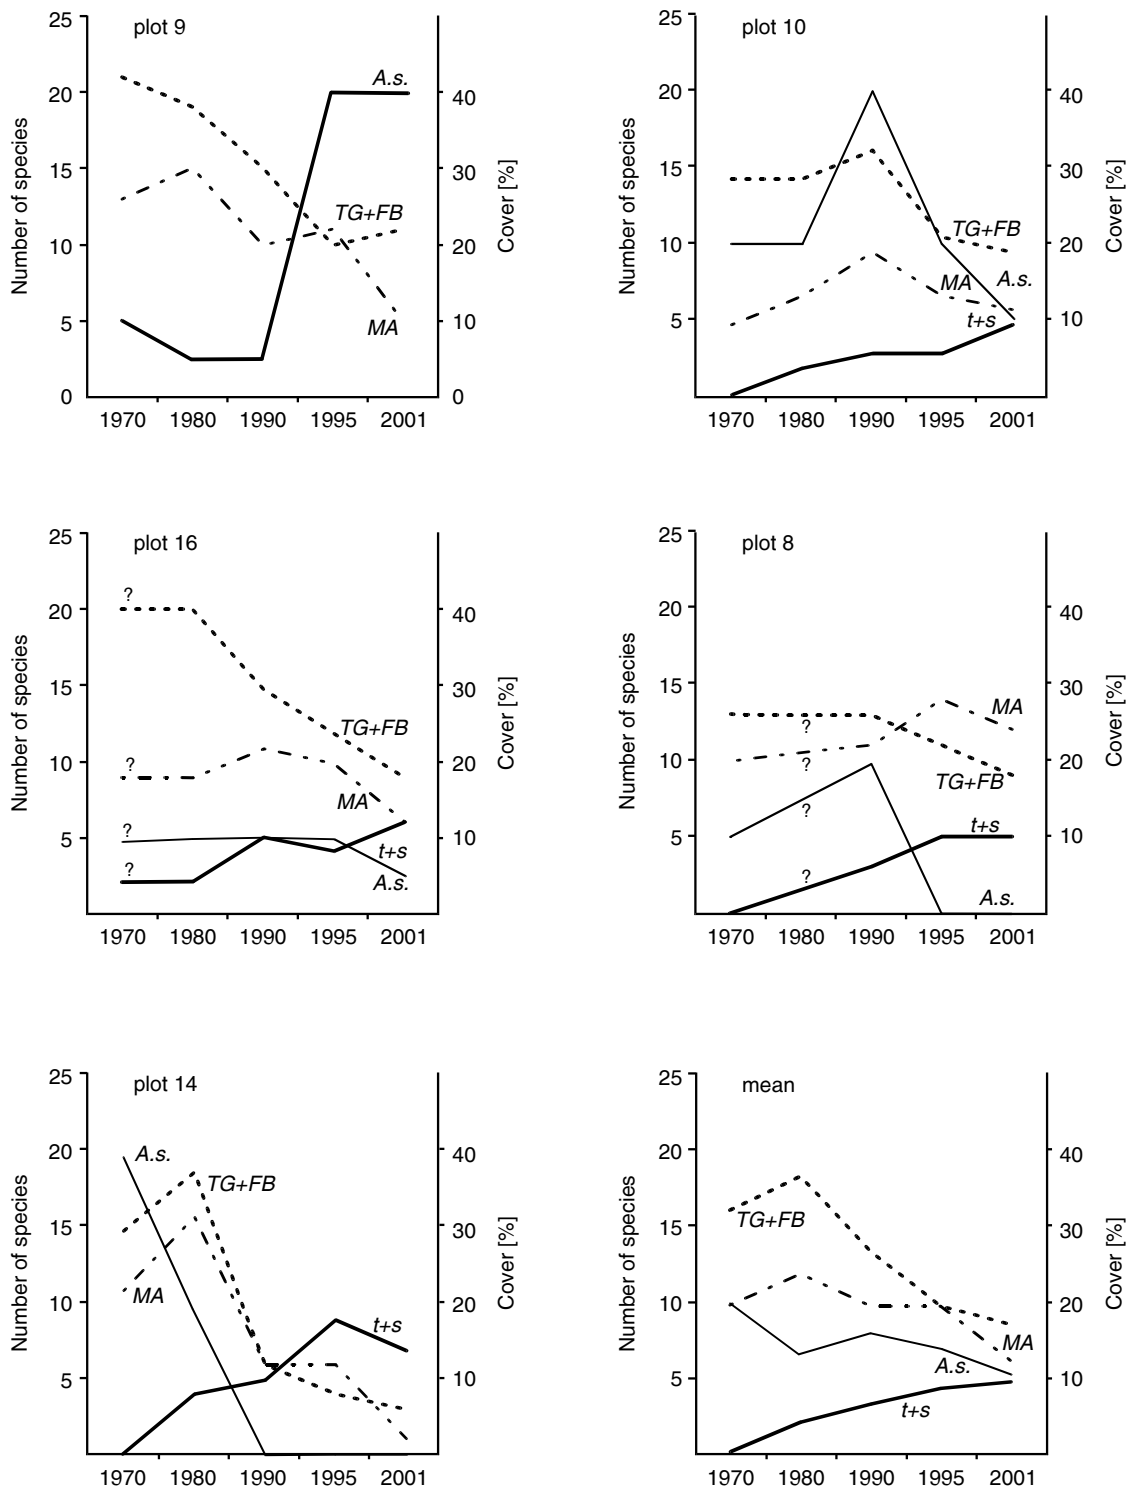 plot 9
Number of species
25
20
15
10
5
0
Cover [%]
40
30
20
10
0
A.s.
TG+FB
MA
1970 1980 1990 1995 2001
plot 10
Number of species
25
20
15
10
5
Cover [%]
40
30
20
10
TG+FB
A.s.
MA
t+s
1970 1980 1990 1995 2001
plot 16
Number of species
25
20
15
10
5
Cover [%]
40
30
20
10
?
?
?
?
TG+FB
MA
t+s
A.s.
1970 1980 1990 1995 2001
plot 8
Number of species
25
20
15
10
5
Cover [%]
40
30
20
10
MA
?
?
TG+FB
?
t+s
?
A.s.
1970 1980 1990 1995 2001
plot 14
Number of species
25
20
15
10
5
Cover [%]
40
30
20
10
A.s.
TG+FB
MA
t+s
1970 1980 1990 1995 2001
mean
Number of species
25
20
15
10
5
Cover [%]
40
30
20
10
TG+FB
MA
A.s.
t+s
1970 1980 1990 1995 2001